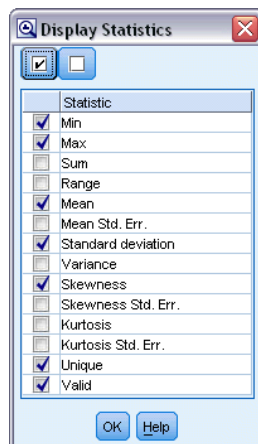 Display Statistics
Statistic
Min
Max
Sum
Range
Mean
Mean Std. Err.
Standard deviation
Variance
Skewness
Skewness Std. Err.
Kurtosis
Kurtosis Std. Err.
Unique
Valid
OK Help